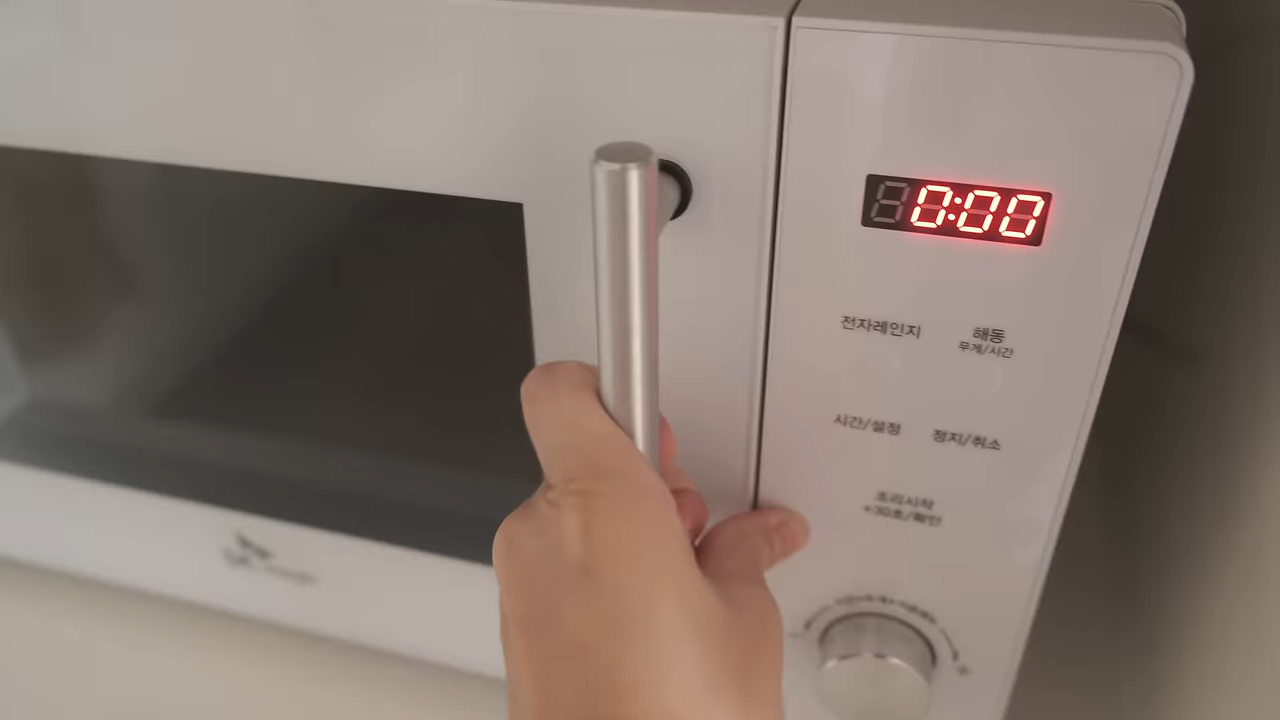 0:00
전자레인지
해동
무게/시간
시간/설정
정지/취소
조리시작
+30초/확인